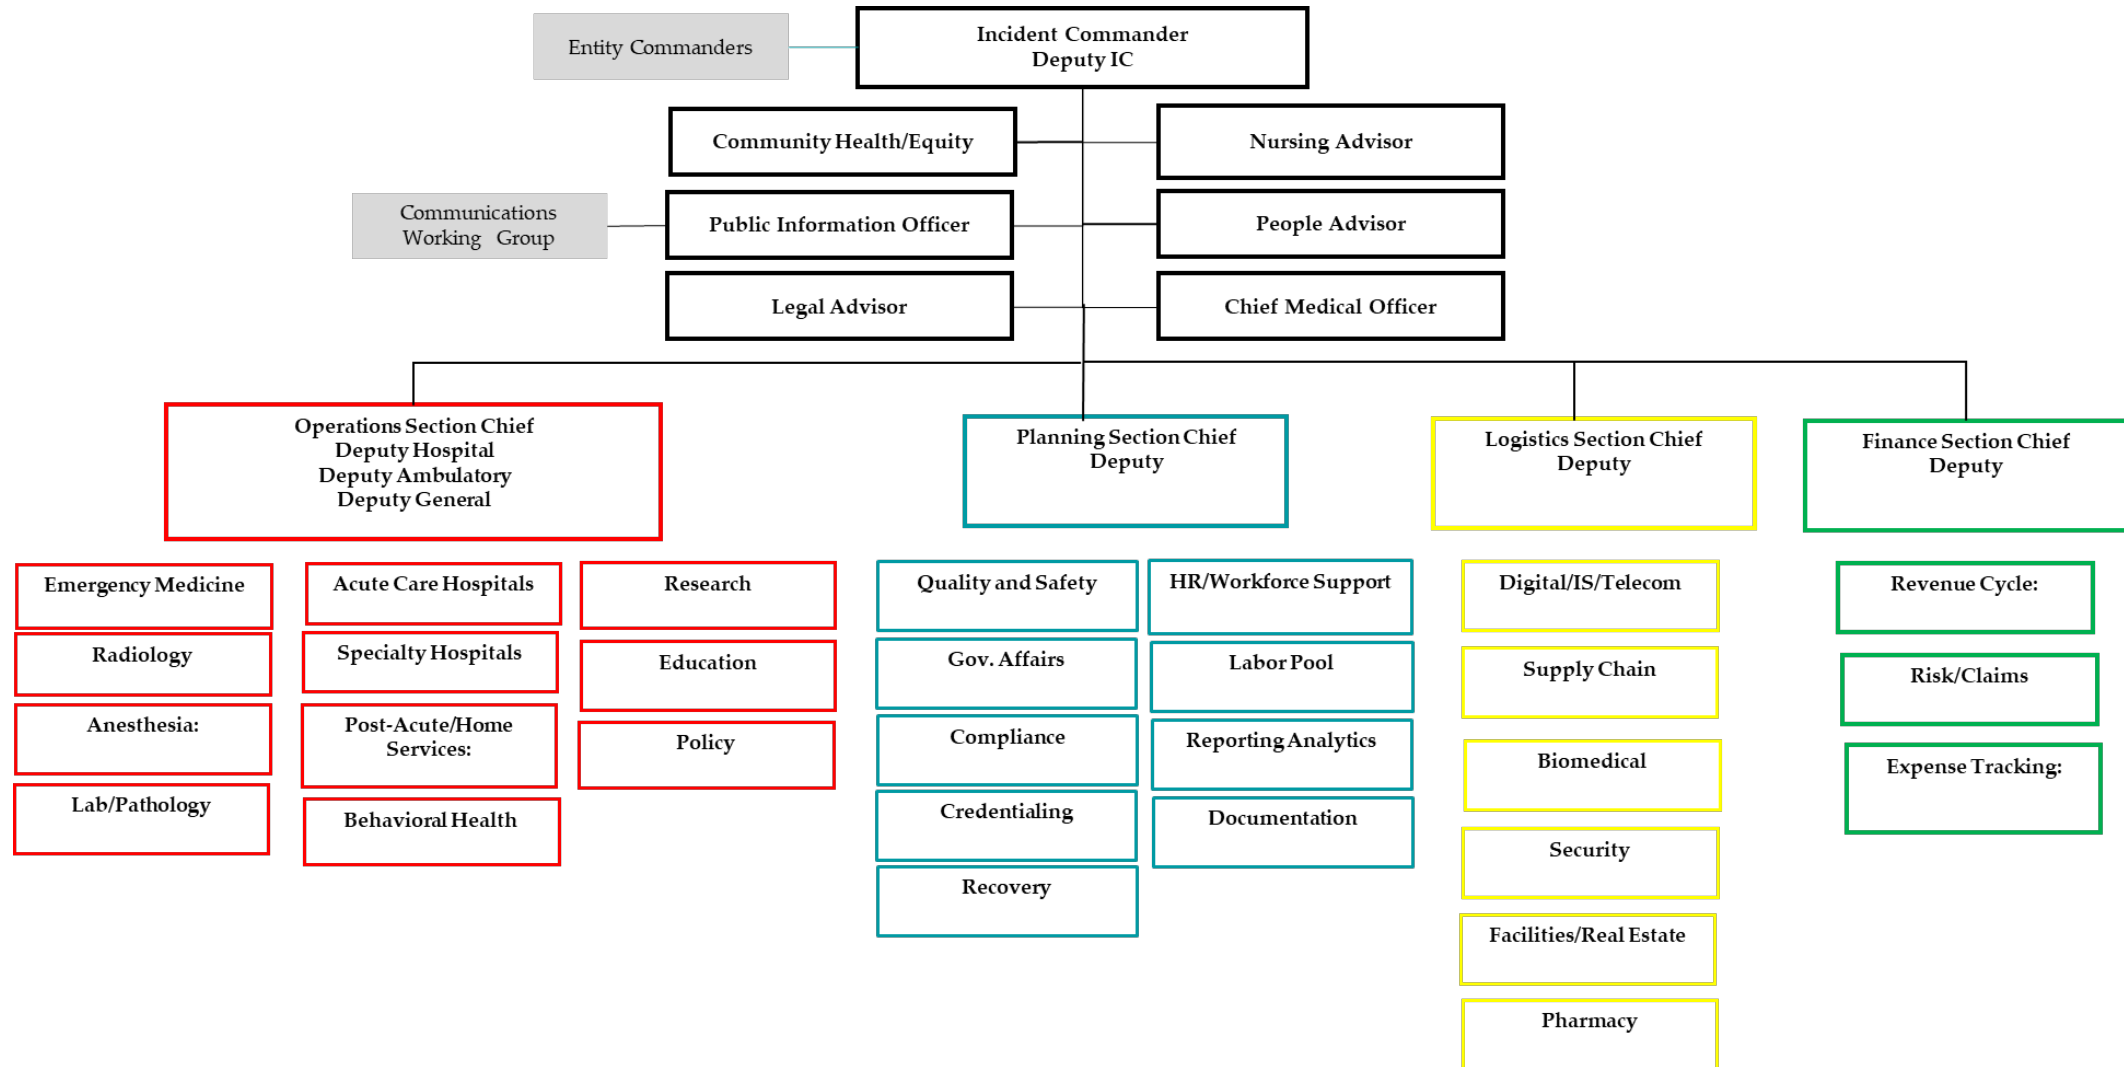 Entity Commanders
Incident Commander
Deputy IC
Community Health/Equity
Nursing Advisor
Communications
Working Group
Public Information Officer
People Advisor
Legal Advisor
Chief Medical Officer
Operations Section Chief
Deputy Hospital
Deputy Ambulatory
Deputy General
Planning Section Chief
Deputy
Logistics Section Chief
Deputy
Finance Section Chief
Deputy
Emergency Medicine
Radiology
Anesthesia:
Lab/Pathology
Acute Care Hospitals
Specialty Hospitals
Post-Acute/Home
Services:
Behavioral Health
Research
Education
Policy
Quality and Safety
Gov. Affairs
Compliance
Credentialing
Recovery
HR/Workforce Support
Labor Pool
Reporting Analytics
Documentation
Digital/IS/Telecom
Supply Chain
Biomedical
Security
Facilities/Real Estate
Pharmacy
Revenue Cycle:
Risk/Claims
Expense Tracking: